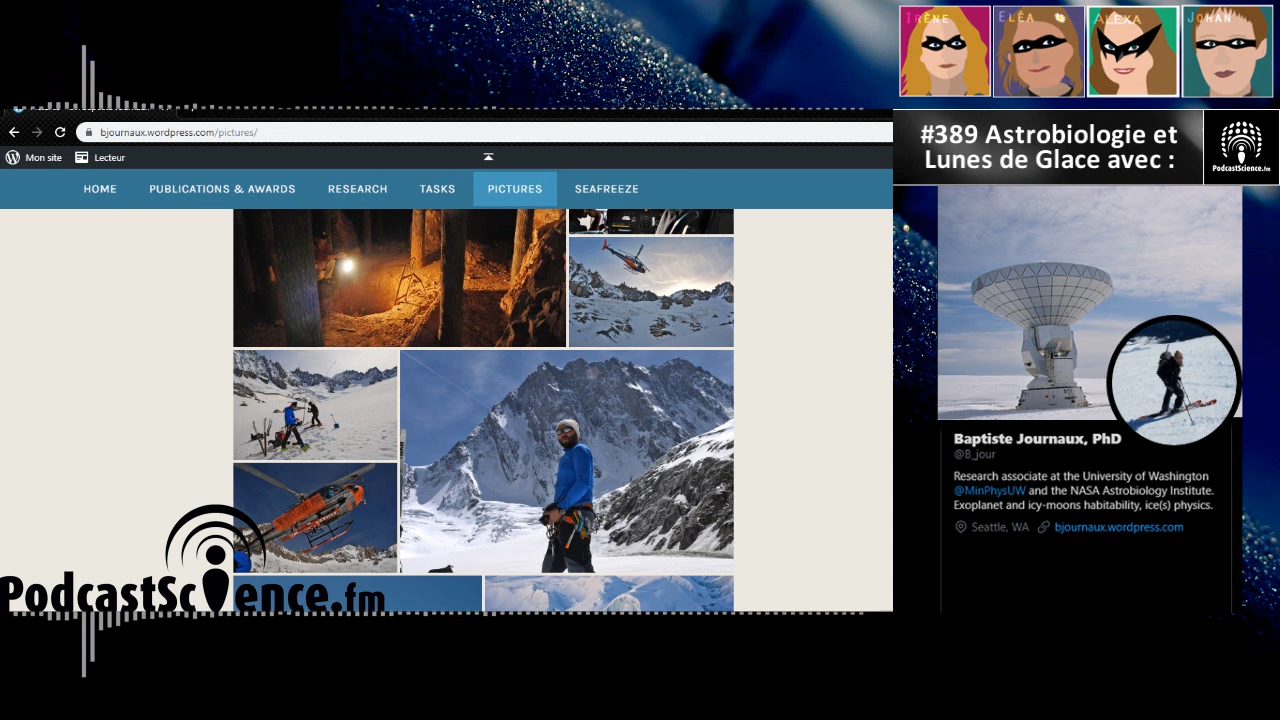 IRÈNE
ELÉA
ALEXA
JOHAN
bjournaux.wordpress.com/pictures/
Mon site
Lecteur
HOME
PUBLICATIONS & AWARDS
RESEARCH
TASKS
PICTURES
SEAFREEZE
#389 Astrobiologie et
Lunes de Glace avec :
PodcastScience.fm
Baptiste Journaux, PhD
@B_jour
Research associate at the University of Washington
@MinPhysUW and the NASA Astrobiology Institute.
Exoplanet and icy-moons habitability, ice(s) physics.
Seattle, WA
bjournaux.wordpress.com
PodcastScience.fm